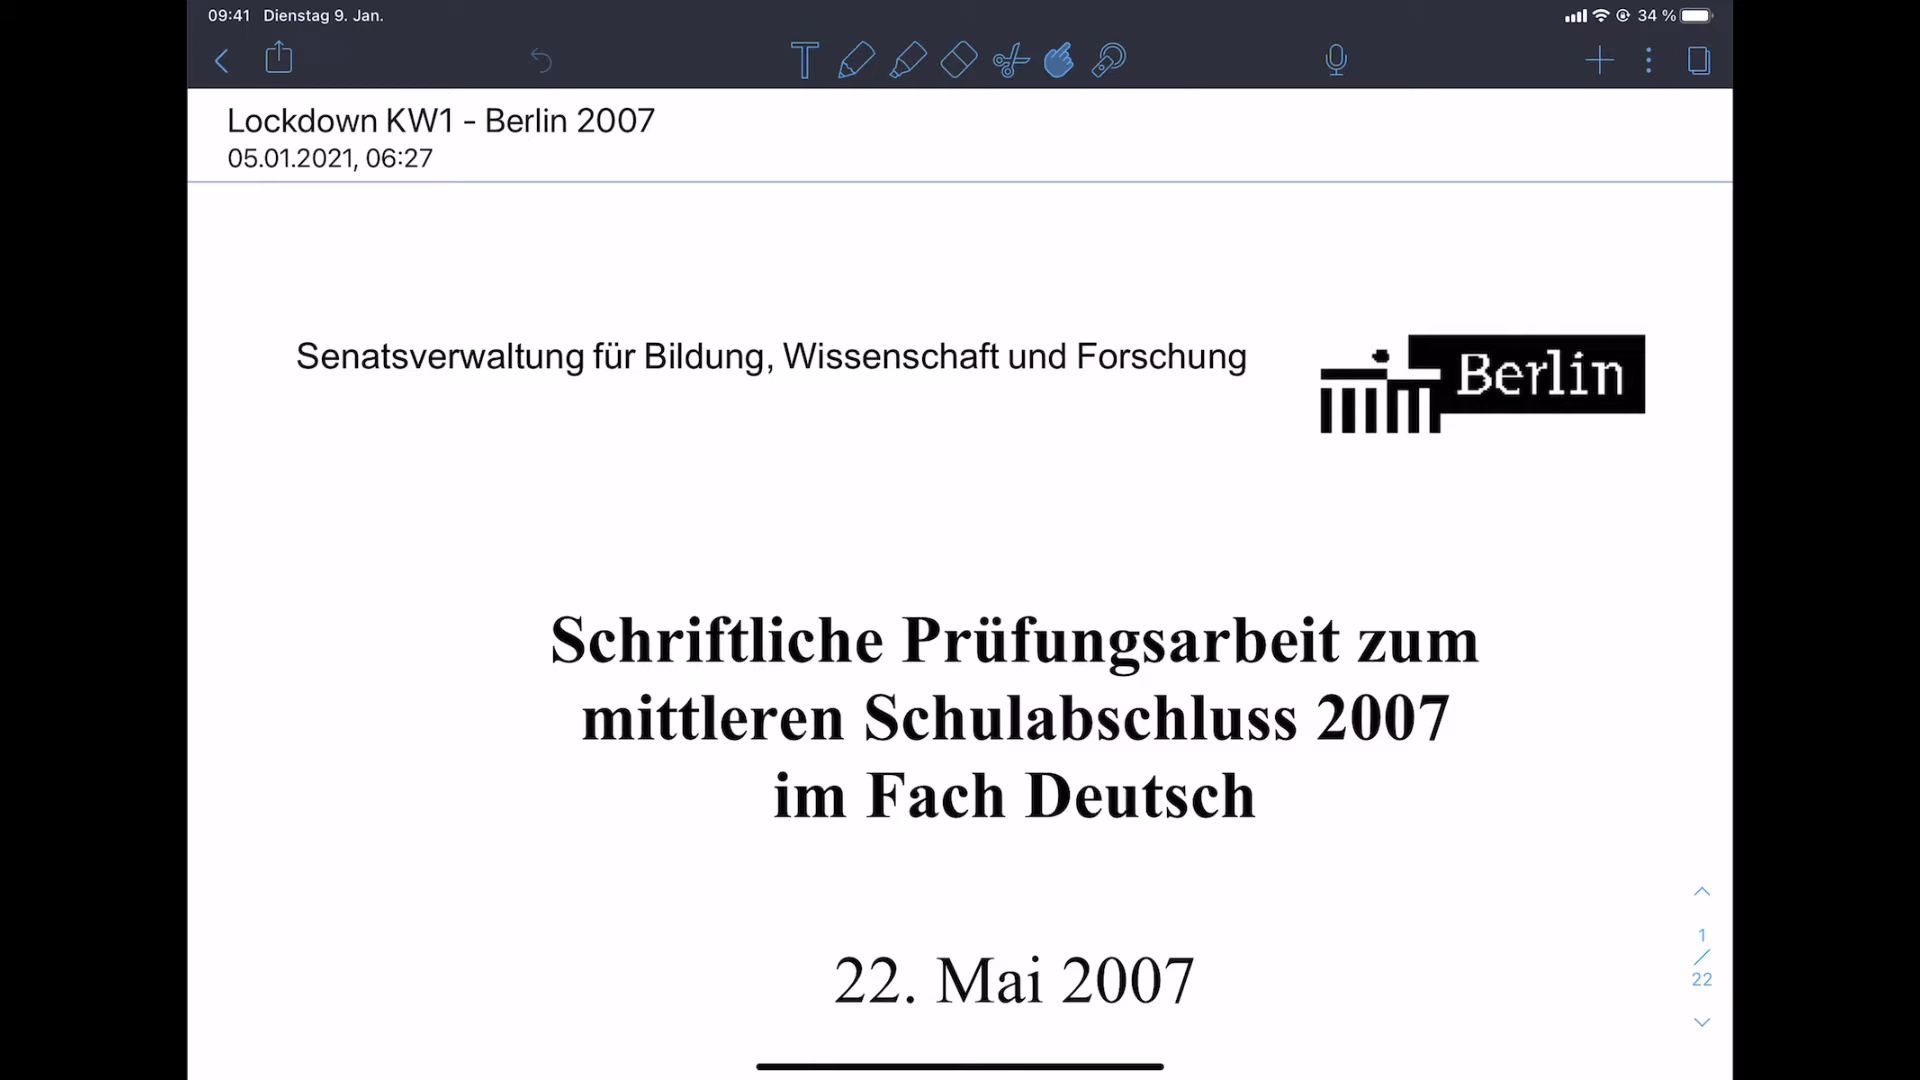 09:41 Dienstag 9. Jan.
34 %
Lockdown KW1 - Berlin 2007
05.01.2021, 06:27
Senatsverwaltung für Bildung, Wissenschaft und Forschung
Berlin
Schriftliche Prüfungsarbeit zum
mittleren Schulabschluss 2007
im Fach Deutsch
22. Mai 2007
1
/
22